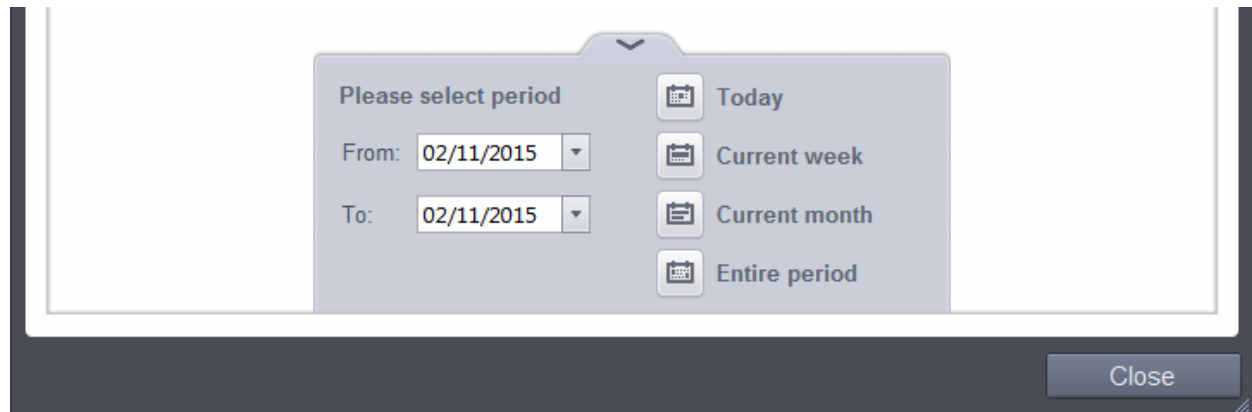 Please select period
From: 02/11/2015
To: 02/11/2015
Today
Current week
Current month
Entire period
Close